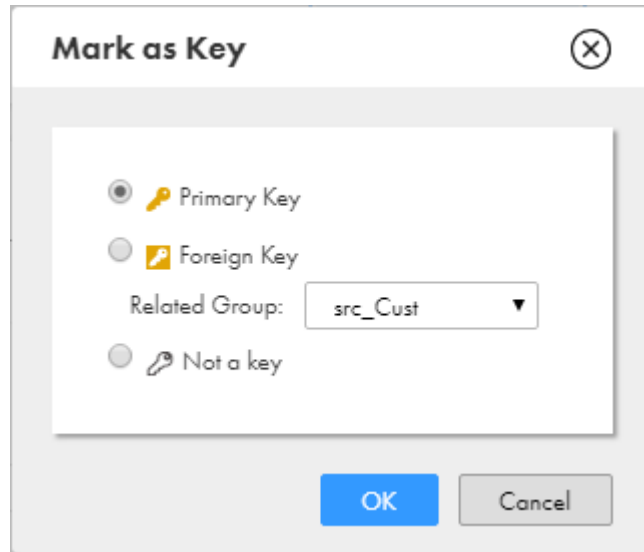 Mark as Key
Primary Key
Foreign Key
Related Group: src_Cust
Not a key
OK Cancel